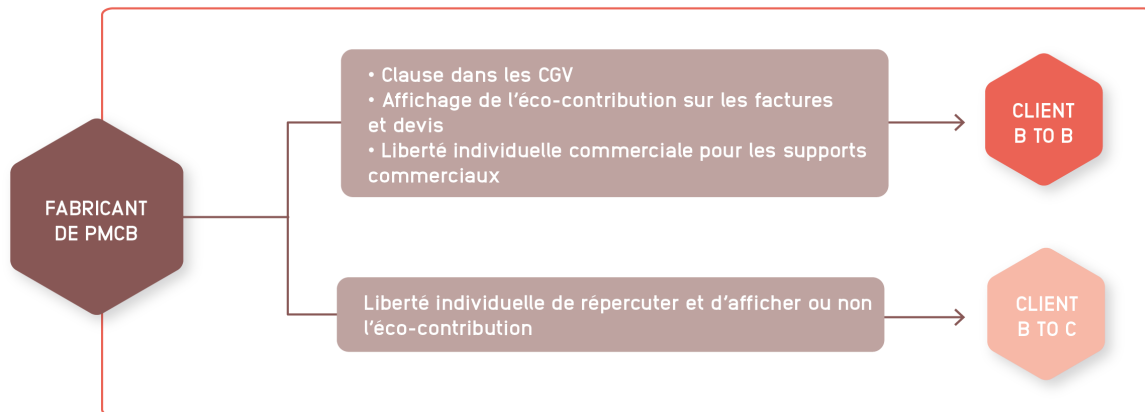 FABRICANT
DE PMCB
• Clause dans les CGV
• Affichage de l'éco-contribution sur les factures
et devis
• Liberté individuelle commerciale pour les supports
commerciaux
CLIENT
B TO B
Liberté individuelle de répercuter et d'afficher ou non
l'éco-contribution
CLIENT
B TO C